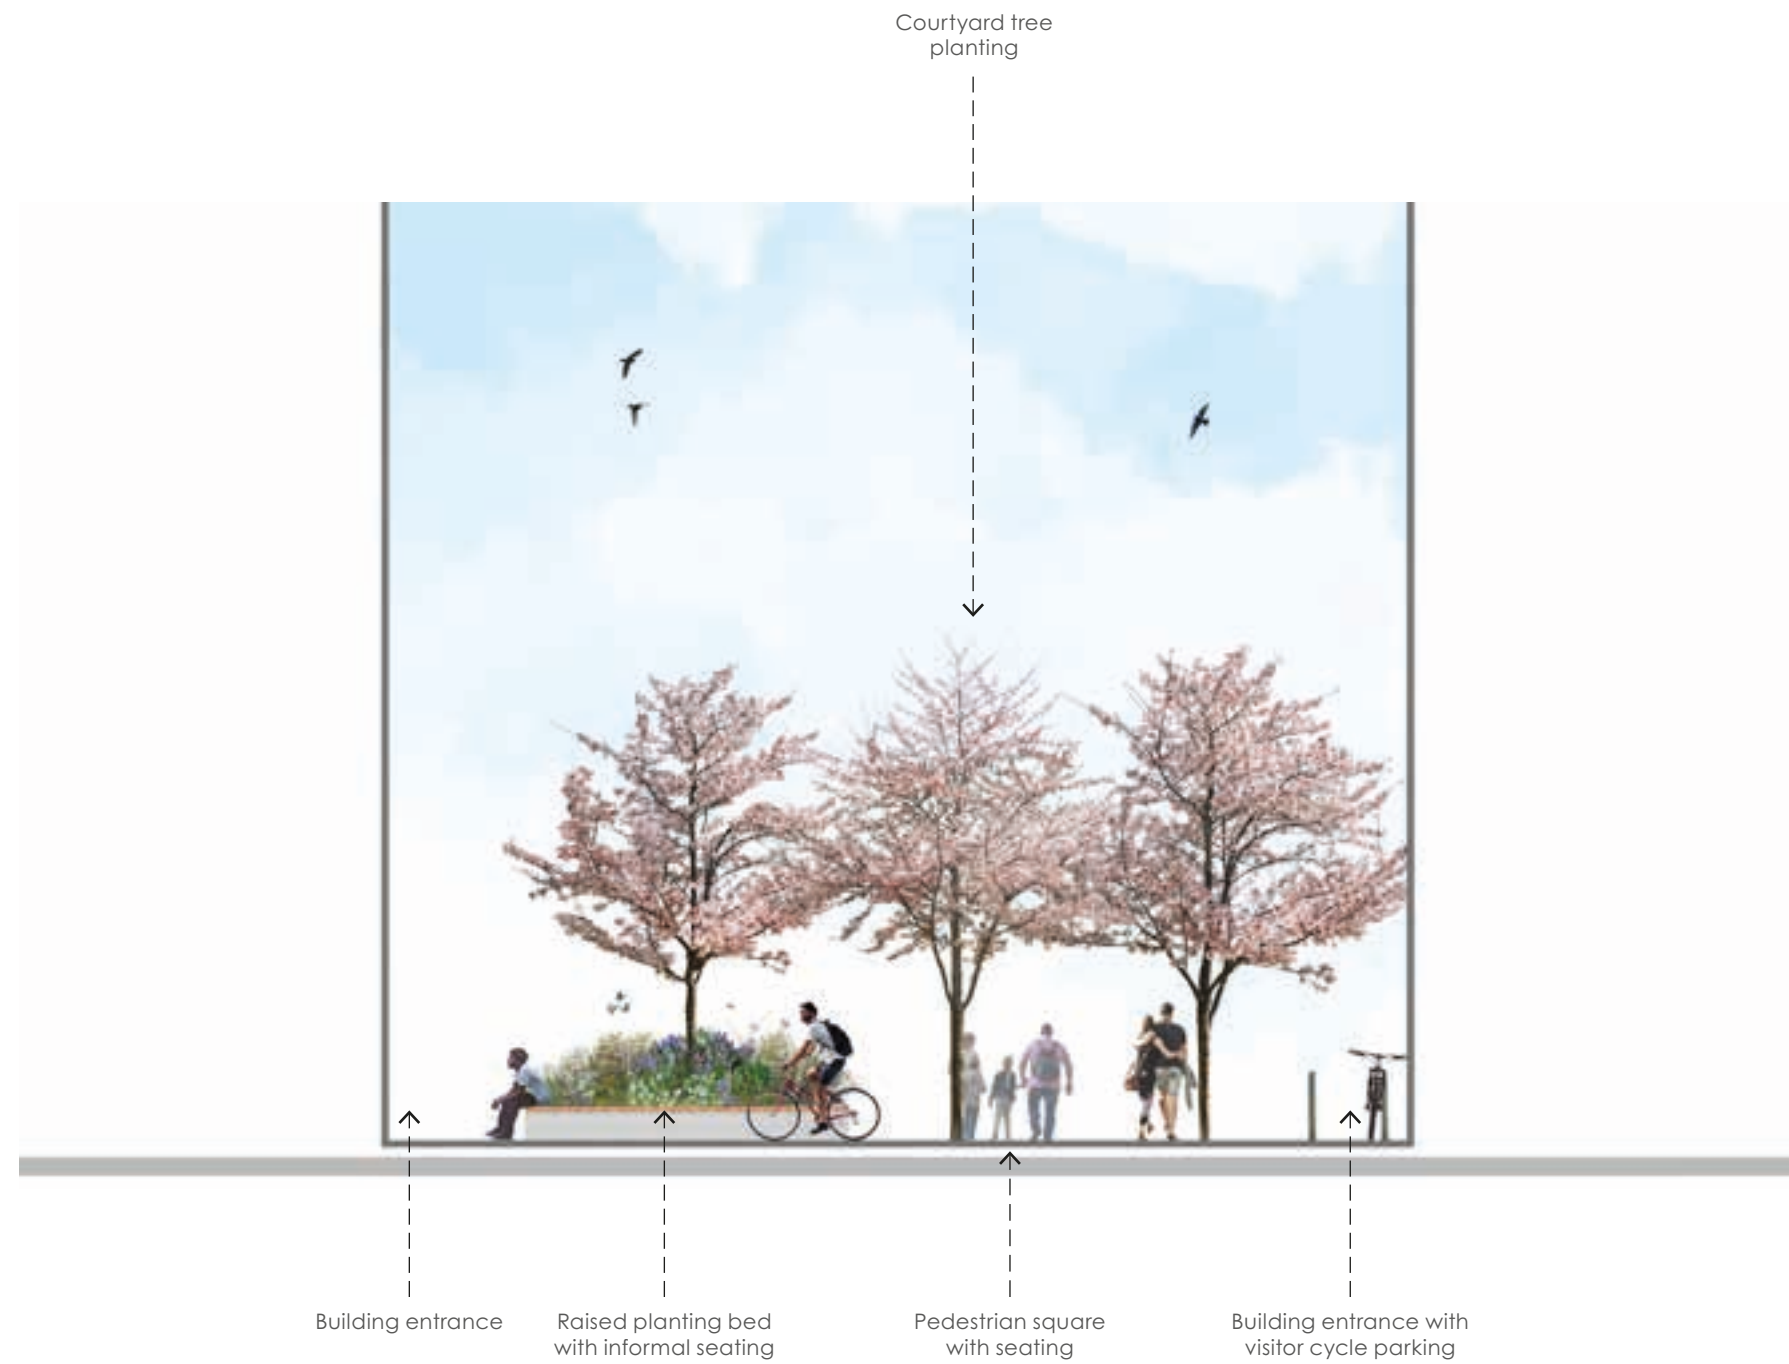 Courtyard tree
planting
Building entrance
Raised planting bed
with informal seating
Pedestrian square
with seating
Building entrance with
visitor cycle parking